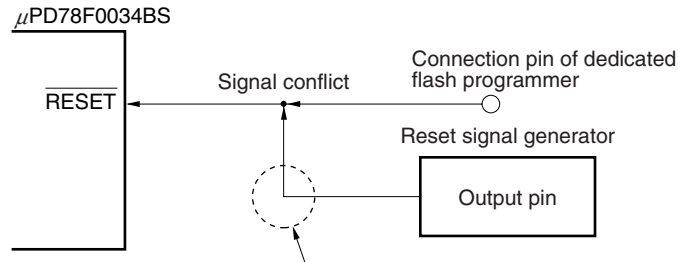 μPD78F0034BS
Connection pin of dedicated
flash programmer
Signal conflict
RESET
Reset signal generator
Output pin